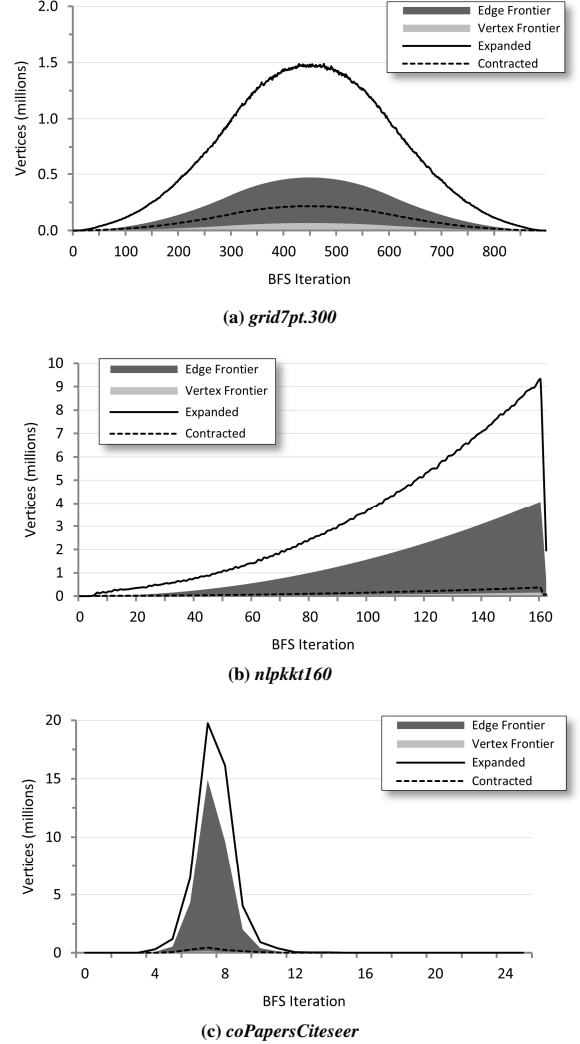 Edge Frontier
Vertex Frontier
Expanded
Contracted
2.0
1.5
1.0
0.5
0.0
Vertices (millions)
0 100 200 300 400 500 600 700 800
BFS Iteration
(a) grid7pt.300
Edge Frontier
Vertex Frontier
Expanded
Contracted
10
9
8
7
6
5
4
3
2
1
0
Vertices (millions)
0 20 40 60 80 100 120 140 160
BFS Iteration
(b) nlpkkt160
Edge Frontier
Vertex Frontier
Expanded
Contracted
20
15
10
5
0
Vertices (millions)
0 4 8 12 16 20 24
BFS Iteration
(c) coPapersCiteseer